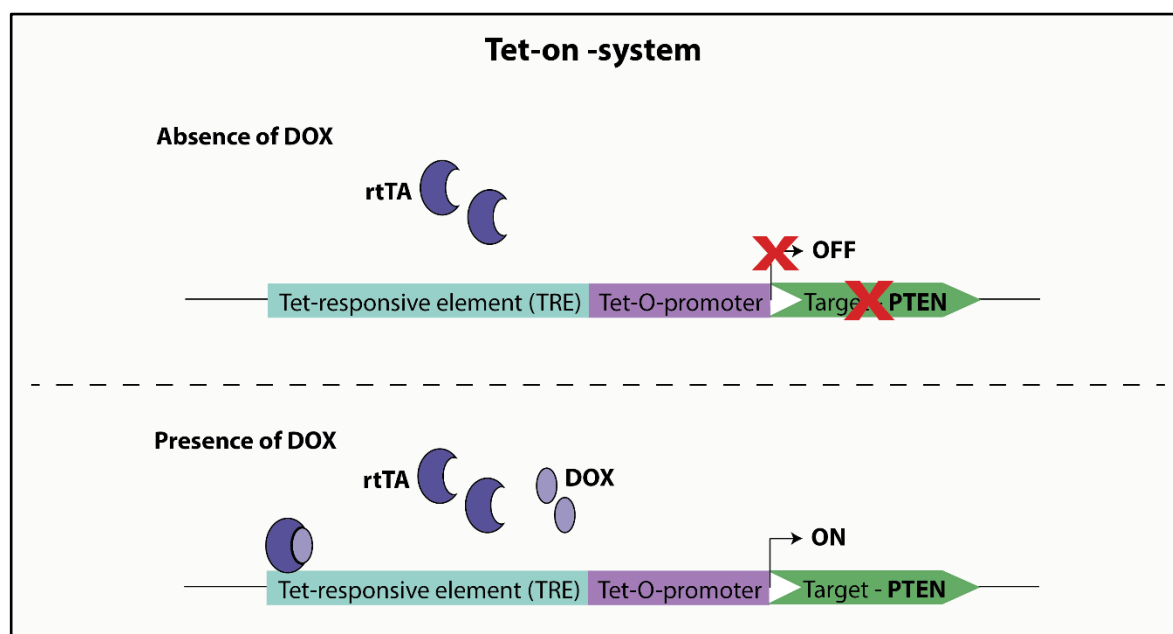 Tet-on -system
Absence of DOX
rtTA
OFF
Tet-responsive element (TRE) Tet-O-promoter Target - PTEN
Presence of DOX
rtTA DOX
ON
Tet-responsive element (TRE) Tet-O-promoter Target - PTEN